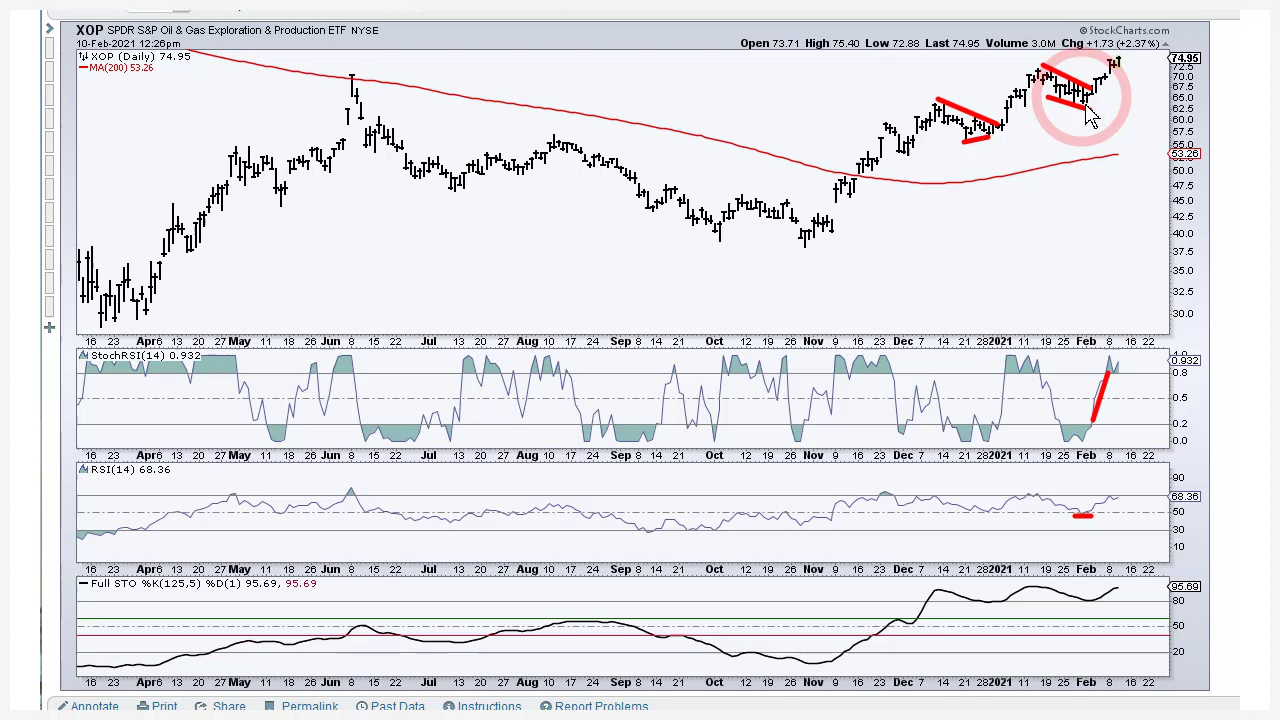 XOP SPDR S&P Oil & Gas Exploration & Production ETF NYSE
© StockCharts.com
10-Feb-2021 12:26pm
Open 73.71 High 75.40 Low 72.38 Last 74.95 Volume 3.0M Chg +1.73 (+2.37%)
XOP (Daily) 74.95
MA(200) 53.26
74.95
72.5
70.0
67.5
65.0
62.5
60.0
57.5
55.0
53.26
50.0
47.5
45.0
42.5
40.0
37.5
35.0
32.5
30.0
16 23 Apr 6 13 20 27 May 11 18 26 Jun 8 15 22 Jul 6 13 20 27 Aug 10 17 24 Sep 8 14 21 Oct 12 19 26 Nov 9 16 23 Dec 7 14 21 28 2021 11 19 25 Feb 8 16 22
StochRSI(14) 0.932
1.0
0.932
0.8
0.5
0.2
0.0
16 23 Apr 6 13 20 27 May 11 18 26 Jun 8 15 22 Jul 6 13 20 27 Aug 10 17 24 Sep 8 14 21 Oct 12 19 26 Nov 9 16 23 Dec 7 14 21 28 2021 11 19 25 Feb 8 16 22
RSI(14) 68.36
90
68.36
50
30
10
16 23 Apr 6 13 20 27 May 11 18 26 Jun 8 15 22 Jul 6 13 20 27 Aug 10 17 24 Sep 8 14 21 Oct 12 19 26 Nov 9 16 23 Dec 7 14 21 28 2021 11 19 25 Feb 8 16 22
Full STO %K(125,5) %D(1) 95.69, 95.69
95.69
80
50
20
16 23 Apr 6 13 20 27 May 11 18 26 Jun 8 15 22 Jul 6 13 20 27 Aug 10 17 24 Sep 8 14 21 Oct 12 19 26 Nov 9 16 23 Dec 7 14 21 28 2021 11 19 25 Feb 8 16 22
Annotate Print Share Permalink Past Data Instructions Report Problems